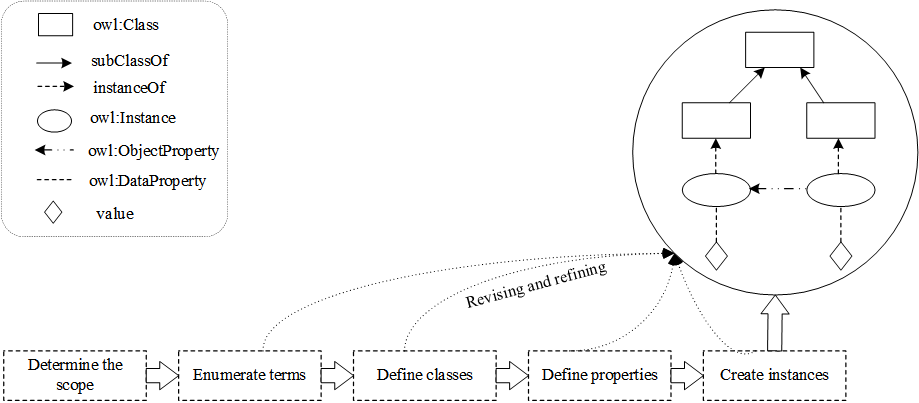 owl:Class
subClassOf
instanceOf
owl:Instance
owl:ObjectProperty
owl:DataProperty
value
Revising and refining
Determine the
scope
Enumerate terms
Define classes
Define properties
Create instances